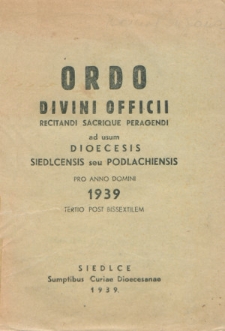 ORDO
DIVINI OFFICII
RECITANDI SACRIQUE PERAGENDI
ad usum
DIOECESIS
SIEDLCENSIS seu PODLACHIENSIS
PRO ANNO DOMINI
1939
TERTIO POST BISSEXTILEM
SIEDLCE
Sumptibus Curiae Dioecesanae
1939